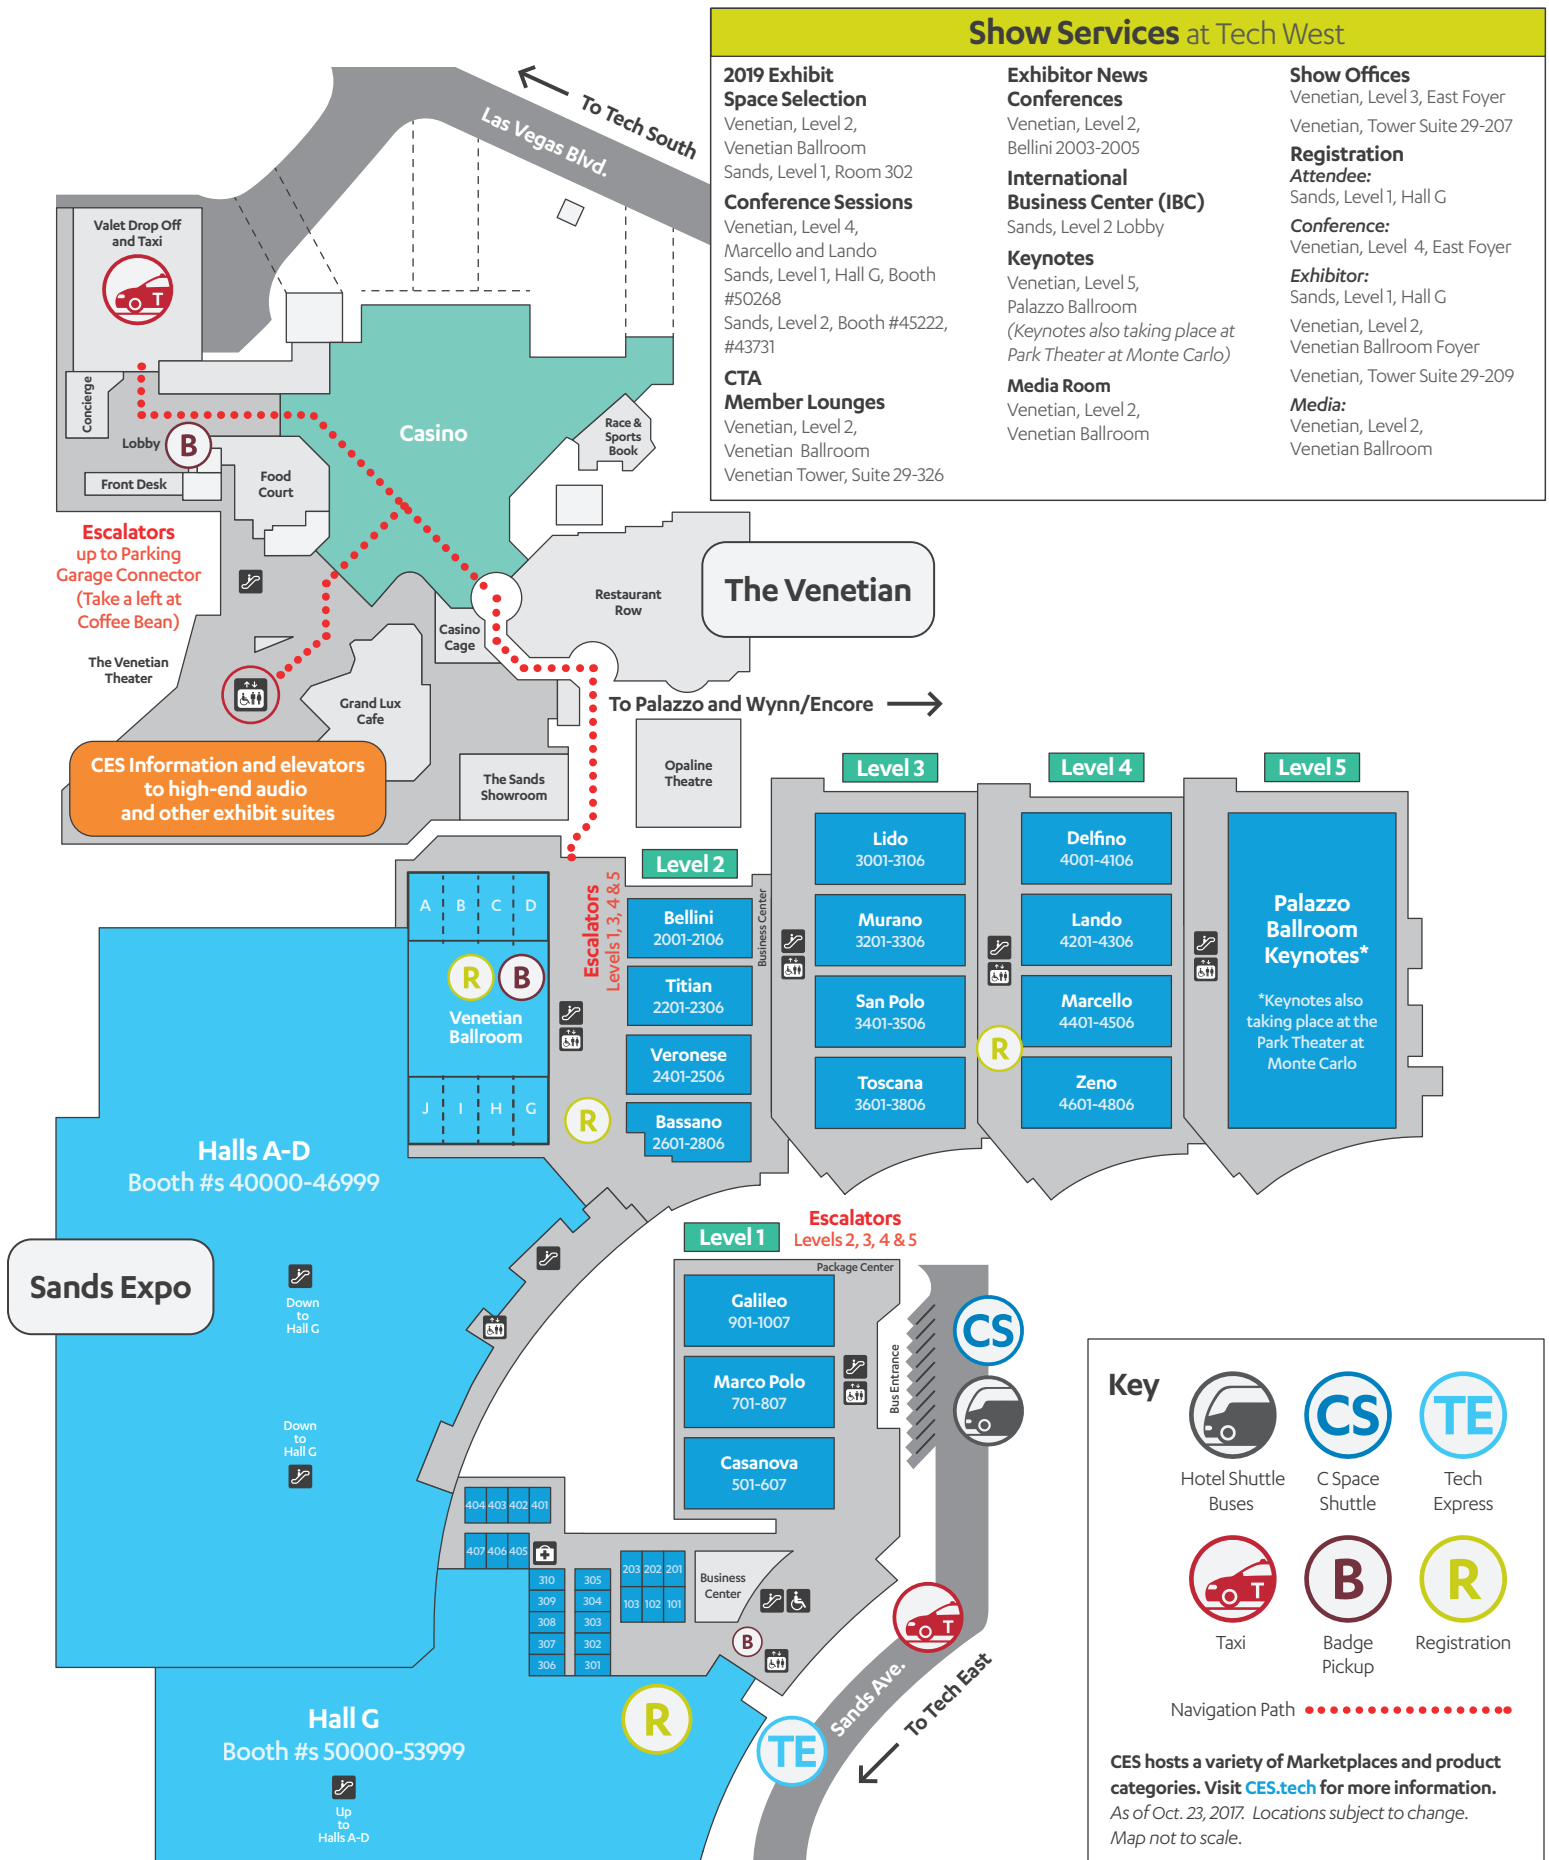 Show Services at Tech West
2019 Exhibit
Space Selection
Venetian, Level 2,
Venetian Ballroom
Sands, Level 1, Room 302
Conference Sessions
Venetian, Level 4,
Marcello and Lando
Sands, Level 1, Hall G, Booth
#50268
Sands, Level 2, Booth #45222,
#43731
CTA
Member Lounges
Venetian, Level 2,
Venetian Ballroom
Venetian Tower, Suite 29-326
Exhibitor News
Conferences
Venetian, Level 2,
Bellini 2003-2005
International
Business Center (IBC)
Sands, Level 2 Lobby
Keynotes
Venetian, Level 5,
Palazzo Ballroom
(Keynotes also taking place at
Park Theater at Monte Carlo)
Media Room
Venetian, Level 2,
Venetian Ballroom
Show Offices
Venetian, Level 3, East Foyer
Venetian, Tower Suite 29-207
Registration
Attendee:
Sands, Level 1, Hall G
Conference:
Venetian, Level 4, East Foyer
Exhibitor:
Sands, Level 1, Hall G
Venetian, Level 2,
Venetian Ballroom Foyer
Venetian, Tower Suite 29-209
Media:
Venetian, Level 2,
Venetian Ballroom
To Tech South
Las Vegas Blvd.
Valet Drop Off
and Taxi
T
Concierge
Lobby
B
Front Desk
Food
Court
Casino
Race &
Sports
Book
Escalators
up to Parking
Garage Connector
(Take a left at
Coffee Bean)
The Venetian
Theater
Casino
Cage
Restaurant
Row
The Venetian
Grand Lux
Cafe
To Palazzo and Wynn/Encore
CES Information and elevators
to high-end audio
and other exhibit suites
The Sands
Showroom
Opaline
Theatre
Level 2
Escalators
Levels 1, 3, 4 & 5
A
B
C
D
R
B
Venetian
Ballroom
J
I
H
G
R
Bellini
2001-2106
Titian
2201-2306
Veronese
2401-2506
Bassano
2601-2806
Business Center
Level 3
Lido
3001-3106
Murano
3201-3306
San Polo
3401-3506
Toscana
3601-3806
Level 4
Delfino
4001-4106
Lando
4201-4306
Marcello
4401-4506
R
Zeno
4601-4806
Level 5
Palazzo
Ballroom
Keynotes*
*Keynotes also
taking place at the
Park Theater at
Monte Carlo
Halls A-D
Booth #s 40000-46999
Sands Expo
Down
to
Hall G
Down
to
Hall G
Level 1
Escalators
Levels 2, 3, 4 & 5
Package Center
Galileo
901-1007
Marco Polo
701-807
Casanova
501-607
Bus Entrance
CS
404
403
402
401
407
406
405
310
309
308
307
306
305
304
303
302
301
203
202
201
103
102
101
Business
Center
B
T
Sands Ave.
To Tech East
R
TE
Hall G
Booth #s 50000-53999
Up
to
Halls A-D
Key
Hotel Shuttle
Buses
CS
C Space
Shuttle
TE
Tech
Express
T
Taxi
B
Badge
Pickup
R
Registration
Navigation Path
CES hosts a variety of Marketplaces and product
categories. Visit CES.tech for more information.
As of Oct. 23, 2017. Locations subject to change.
Map not to scale.